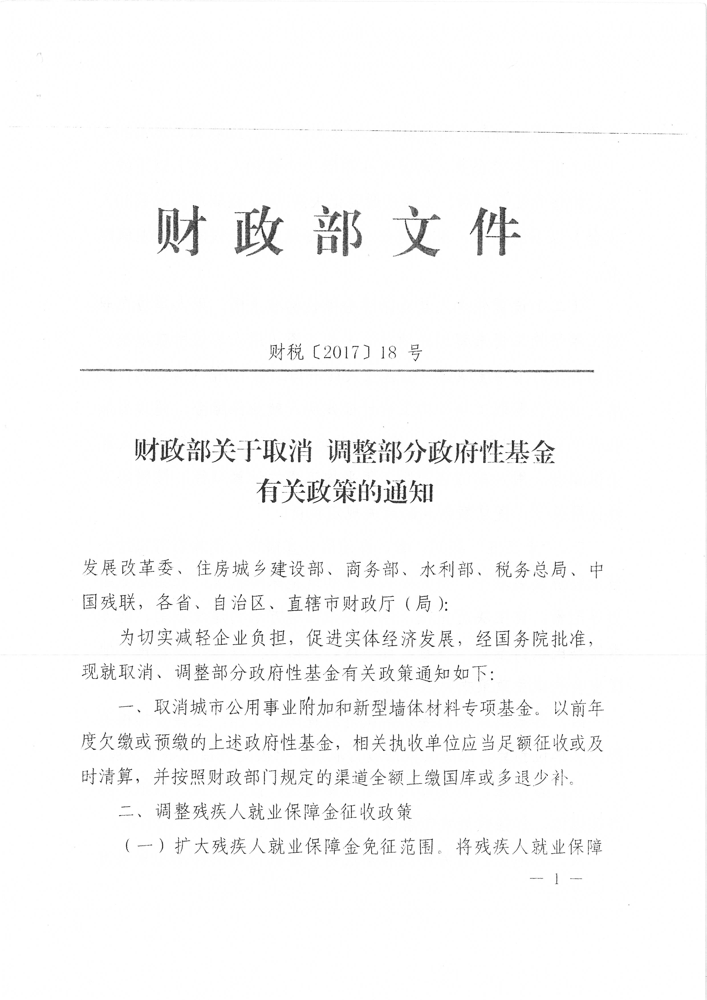 财政部文件
财税〔2017〕18 号
财政部关于取消 调整部分政府性基金
有关政策的通知
发展改革委、住房城乡建设部、商务部、水利部、税务总局、中
国残联，各省、自治区、直辖市财政厅（局）：
为切实减轻企业负担，促进实体经济发展，经国务院批准，
现就取消、调整部分政府性基金有关政策通知如下：
一、取消城市公用事业附加和新型墙体材料专项基金。以前年
度欠缴或预缴的上述政府性基金，相关执收单位应当足额征收或及
时清算，并按照财政部门规定的渠道全额上缴国库或多退少补。
二、调整残疾人就业保障金征收政策
（一）扩大残疾人就业保障金免征范围。将残疾人就业保障
— 1 —